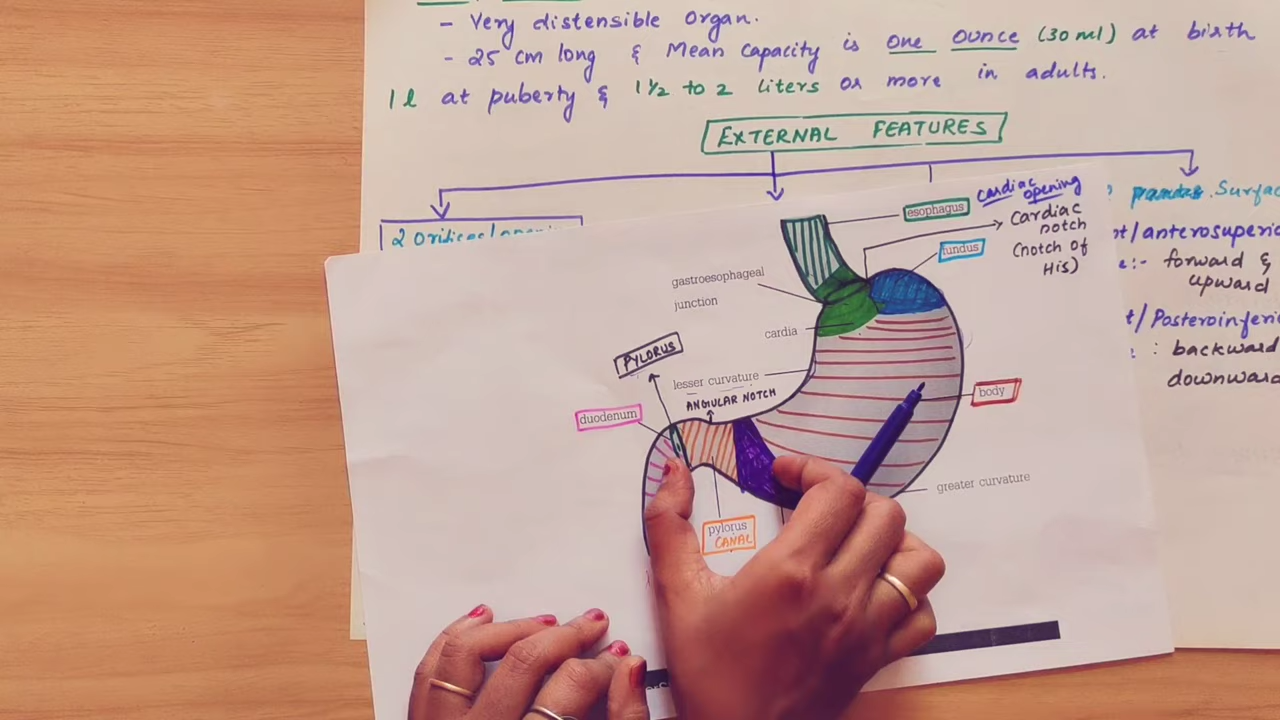 - Very distensible organ.
- 25 cm long & Mean capacity is one ounce (30 ml) at birth
1 l at puberty & 1½ to 2 liters or more in adults.
EXTERNAL FEATURES
2 Orifices
Surfac
esophagus
cardiac opening
Cardiac notch
(notch of His)
fundus
gastroesophageal
junction
cardia
PYLORUS
lesser curvature
ANGULAR NOTCH
duodenum
body
greater curvature
pylorus
CANAL
t/anterosuperio
:- forward &
upward
t/Posteroinferio
: backward
downward